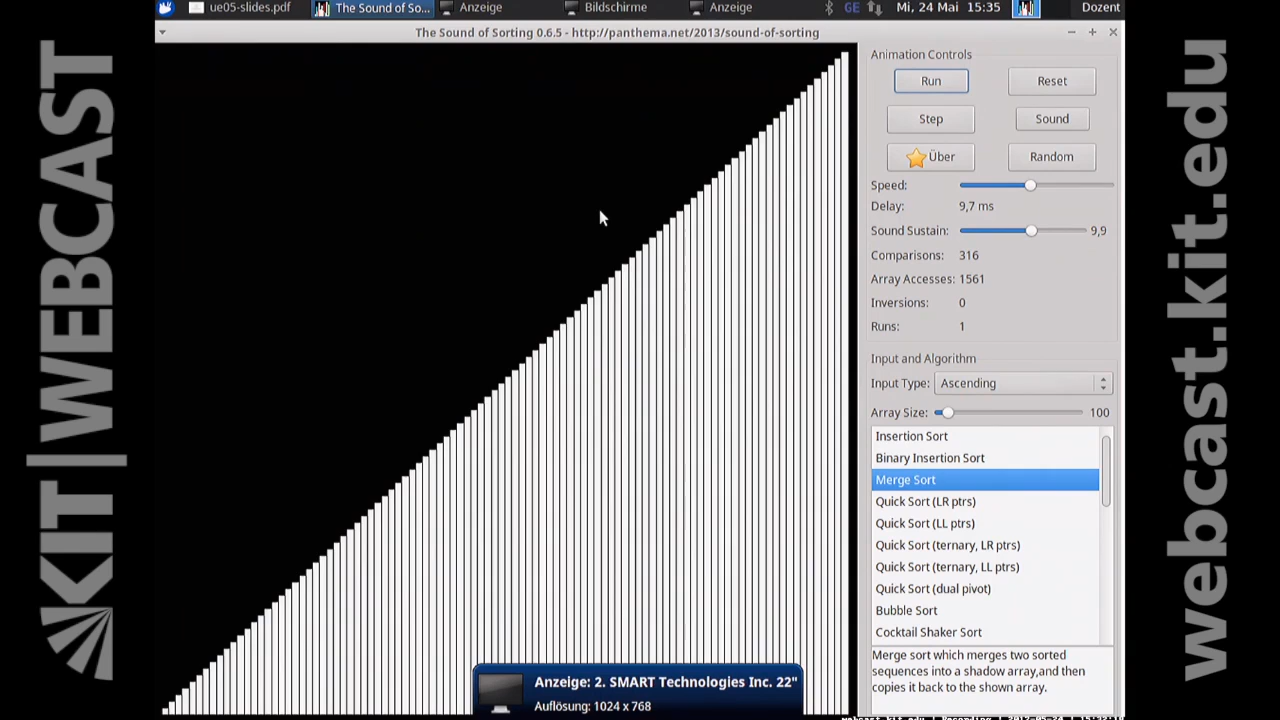 KIT | WEBCAST
ue05-slides.pdf The Sound of So... Anzeige Bildschirme Anzeige GE Mi, 24 Mai 15:35 Dozent
The Sound of Sorting 0.6.5 - http://panthema.net/2013/sound-of-sorting
Animation Controls
Run Reset
Step Sound
Über Random
Speed:
Delay: 9,7 ms
Sound Sustain: 9,9
Comparisons: 316
Array Accesses: 1561
Inversions: 0
Runs: 1
Input and Algorithm
Input Type: Ascending
Array Size: 100
Insertion Sort
Binary Insertion Sort
Merge Sort
Quick Sort (LR ptrs)
Quick Sort (LL ptrs)
Quick Sort (ternary, LR ptrs)
Quick Sort (ternary, LL ptrs)
Quick Sort (dual pivot)
Bubble Sort
Cocktail Shaker Sort
Merge sort which merges two sorted
sequences into a shadow array,and then
copies it back to the shown array.
Anzeige: 2. SMART Technologies Inc. 22"
Auflösung: 1024 x 768
webcast.kit.edu